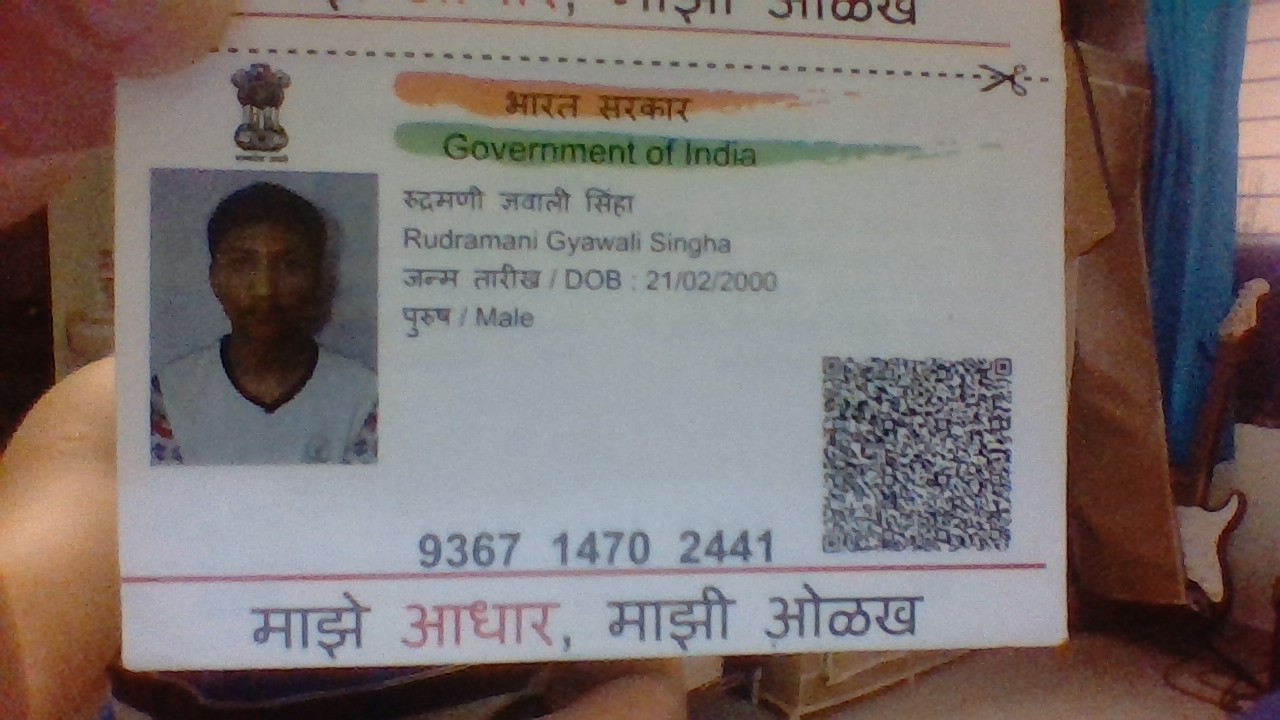 माझे आधार, माझी ओळख
भारत सरकार
Government of India
रुद्रमणी ज्ञवाली सिंहा
Rudramani Gyawali Singha
जन्म तारीख / DOB : 21/02/2000
पुरुष / Male
9367 1470 2441
माझे आधार, माझी ओळख